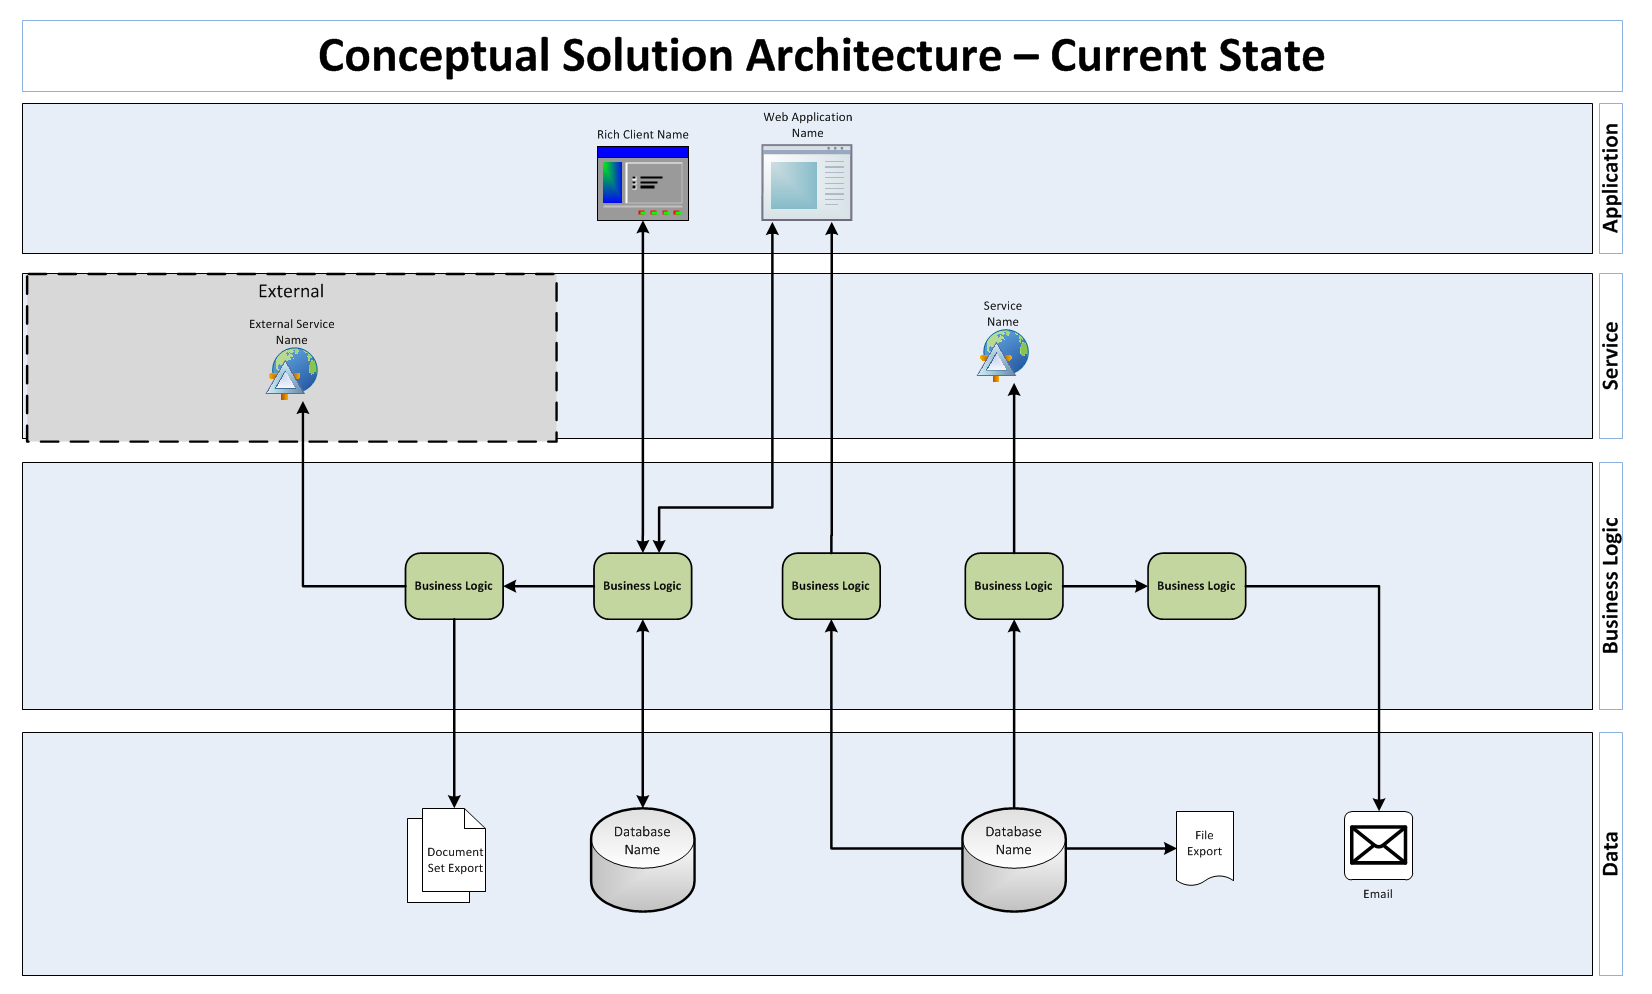 Conceptual Solution Architecture – Current State
Rich Client Name
Web Application
Name
Application
External
External Service
Name
Service
Name
Service
Business Logic
Business Logic
Business Logic
Business Logic
Business Logic
Business Logic
Document
Set Export
Database
Name
Database
Name
File
Export
Email
Data